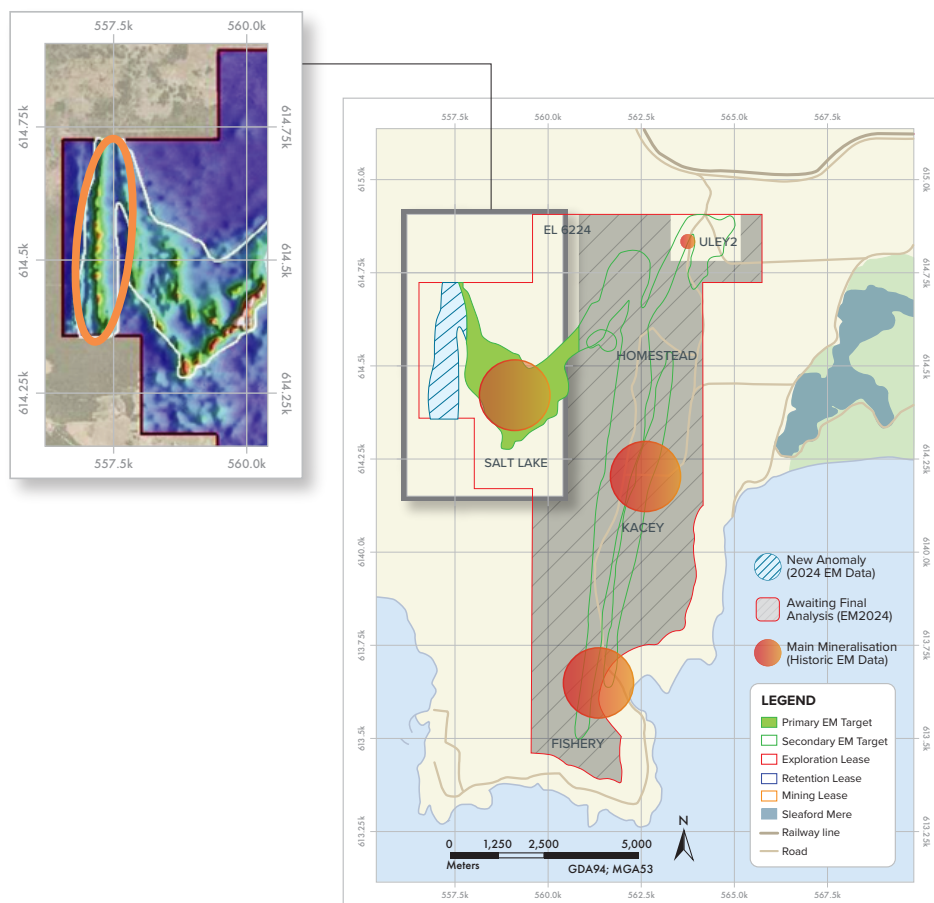 557.5k
560.0k
614.75k
614.75k
614.5k
614.5k
614.25k
614.25k
557.5k
560.0k
557.5k
560.0k
562.5k
565.0k
567.5k
615.0k
615.0k
EL 6224
ULEY2
614.75k
614.75k
HOMESTEAD
614.5k
614.5k
SALT LAKE
614.25k
614.25k
KACEY
6140.0k
6140.0k
New Anomaly
(2024 EM Data)
Awaiting Final
Analysis (EM2024)
Main Mineralisation
(Historic EM Data)
613.75k
613.75k
LEGEND
Primary EM Target
Secondary EM Target
Exploration Lease
Retention Lease
Mining Lease
Sleaford Mere
Railway line
Road
613.5k
613.5k
FISHERY
613.25k
613.25k
N
0 1,250 2,500 5,000
Meters
GDA94; MGA53
557.5k
560.0k
562.5k
565.0k
567.5k